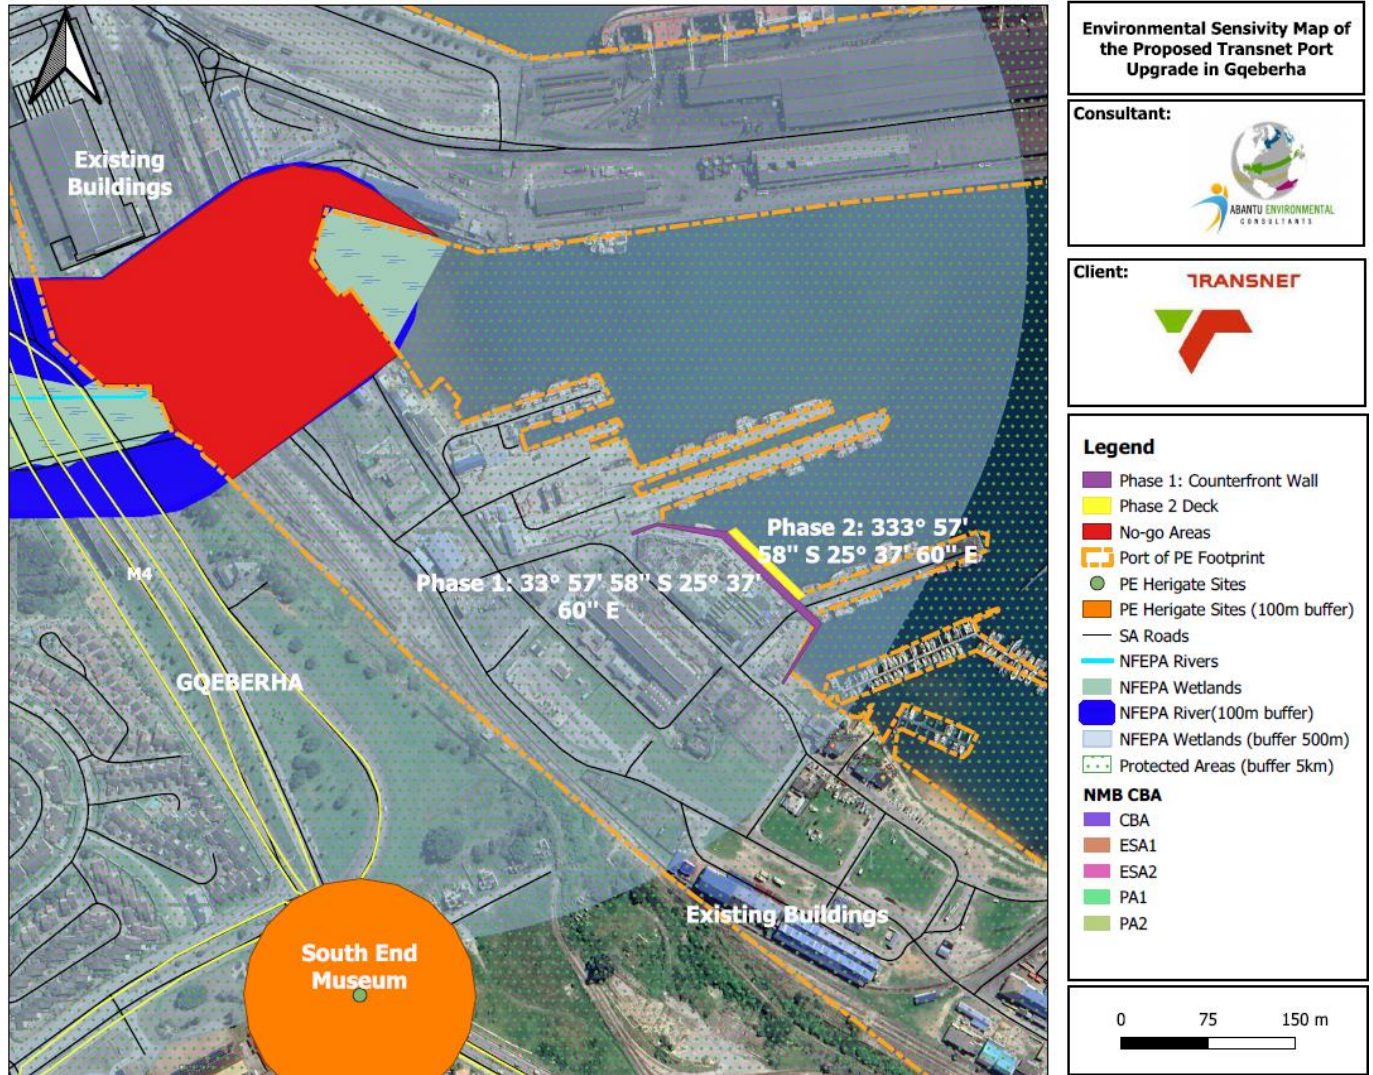 Environmental Sensivity Map of
the Proposed Transnet Port
Upgrade in Gqeberha
Consultant:
ABANTU ENVIRONMENTAL
CONSULTANTS
Client:
TRANSNET
Legend
Phase 1: Counterfront Wall
Phase 2 Deck
No-go Areas
Port of PE Footprint
PE Herigate Sites
PE Herigate Sites (100m buffer)
SA Roads
NFEPA Rivers
NFEPA Wetlands
NFEPA River(100m buffer)
NFEPA Wetlands (buffer 500m)
Protected Areas (buffer 5km)
NMB CBA
CBA
ESA1
ESA2
PA1
PA2
0 75 150 m
Existing
Buildings
Phase 2: 333° 57'
58" S 25° 37' 60" E
Phase 1: 33° 57' 58" S 25° 37'
60" E
M4
GQEBERHA
Existing Buildings
South End
Museum